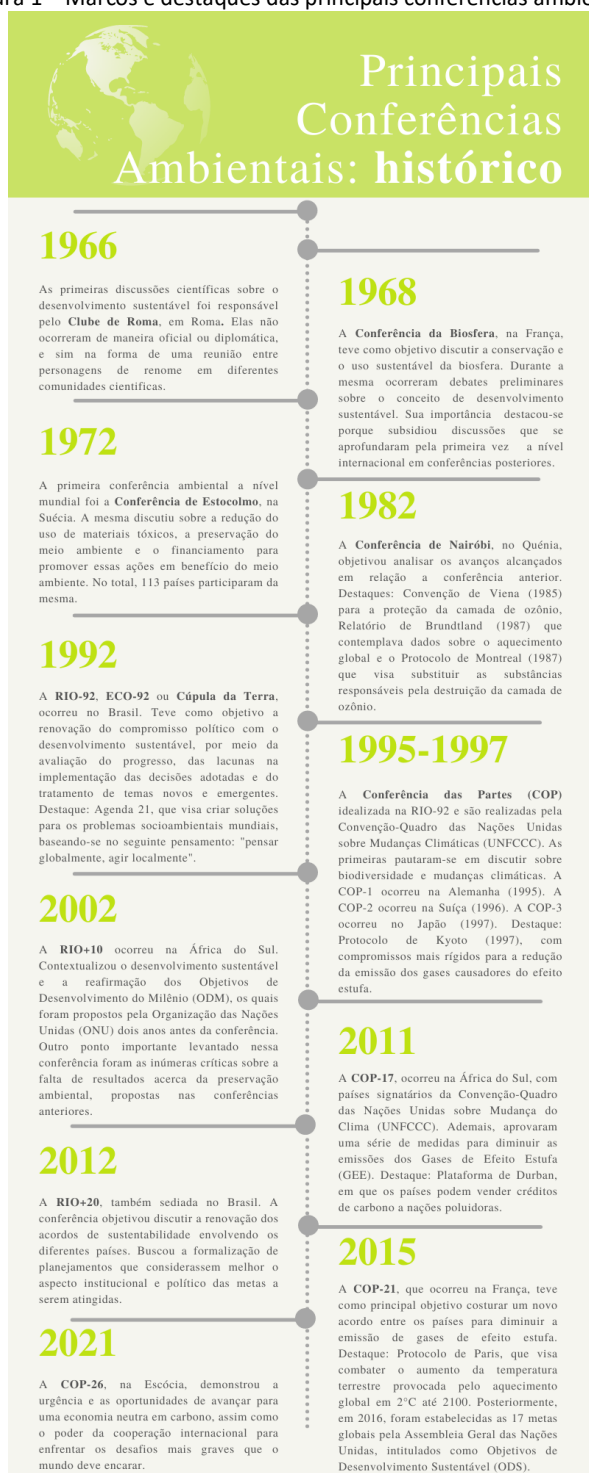 Figura 1 – Marcos e destaques das principais conferências ambie
Principais
Conferências
Ambientais: histórico
1966
As primeiras discussões científicas sobre o
desenvolvimento sustentável foi responsável
pelo Clube de Roma, em Roma. Elas não
ocorreram de maneira oficial ou diplomática,
e sim na forma de uma reunião entre
personagens de renome em diferentes
comunidades cientificas.
1968
A Conferência da Biosfera, na França,
teve como objetivo discutir a conservação e
o uso sustentável da biosfera. Durante a
mesma ocorreram debates preliminares
sobre o conceito de desenvolvimento
sustentável. Sua importância destacou-se
porque subsidiou discussões que se
aprofundaram pela primeira vez a nível
internacional em conferências posteriores.
1972
A primeira conferência ambiental a nível
mundial foi a Conferência de Estocolmo, na
Suécia. A mesma discutiu sobre a redução do
uso de materiais tóxicos, a preservação do
meio ambiente e o financiamento para
promover essas ações em benefício do meio
ambiente. No total, 113 países participaram da
mesma.
1982
A Conferência de Nairóbi, no Quénia,
objetivou analisar os avanços alcançados
em relação a conferência anterior.
Destaques: Convenção de Viena (1985)
para a proteção da camada de ozônio,
Relatório de Brundtland (1987) que
contemplava dados sobre o aquecimento
global e o Protocolo de Montreal (1987)
que visa substituir as substâncias
responsáveis pela destruição da camada de
ozônio.
1992
A RIO-92, ECO-92 ou Cúpula da Terra,
ocorreu no Brasil. Teve como objetivo a
renovação do compromisso político com o
desenvolvimento sustentável, por meio da
avaliação do progresso, das lacunas na
implementação das decisões adotadas e do
tratamento de temas novos e emergentes.
Destaque: Agenda 21, que visa criar soluções
para os problemas socioambientais mundiais,
baseando-se no seguinte pensamento: "pensar
globalmente, agir localmente".
1995-1997
A Conferência das Partes (COP)
idealizada na RIO-92 e são realizadas pela
Convenção-Quadro das Nações Unidas
sobre Mudanças Climáticas (UNFCCC). As
primeiras pautaram-se em discutir sobre
biodiversidade e mudanças climáticas. A
COP-1 ocorreu na Alemanha (1995). A
COP-2 ocorreu na Suíça (1996). A COP-3
ocorreu no Japão (1997). Destaque:
Protocolo de Kyoto (1997), com
compromissos mais rígidos para a redução
da emissão dos gases causadores do efeito
estufa.
2002
A RIO+10 ocorreu na África do Sul.
Contextualizou o desenvolvimento sustentável
e a reafirmação dos Objetivos de
Desenvolvimento do Milênio (ODM), os quais
foram propostos pela Organização das Nações
Unidas (ONU) dois anos antes da conferência.
Outro ponto importante levantado nessa
conferência foram as inúmeras críticas sobre a
falta de resultados acerca da preservação
ambiental, propostas nas conferências
anteriores.
2011
A COP-17, ocorreu na África do Sul, com
países signatários da Convenção-Quadro
das Nações Unidas sobre Mudança do
Clima (UNFCCC). Ademais, aprovaram
uma série de medidas para diminuir as
emissões dos Gases de Efeito Estufa
(GEE). Destaque: Plataforma de Durban,
em que os países podem vender créditos
de carbono a nações poluidoras.
2012
A RIO+20, também sediada no Brasil. A
conferência objetivou discutir a renovação dos
acordos de sustentabilidade envolvendo os
diferentes países. Buscou a formalização de
planejamentos que considerassem melhor o
aspecto institucional e político das metas a
serem atingidas.
2015
A COP-21, que ocorreu na França, teve
como principal objetivo costurar um novo
acordo entre os países para diminuir a
emissão de gases de efeito estufa.
Destaque: Protocolo de Paris, que visa
combater o aumento da temperatura
terrestre provocada pelo aquecimento
global em 2°C até 2100. Posteriormente,
em 2016, foram estabelecidas as 17 metas
globais pela Assembleia Geral das Nações
Unidas, intitulados como Objetivos de
Desenvolvimento Sustentável (ODS).
2021
A COP-26, na Escócia, demonstrou a
urgência e as oportunidades de avançar para
uma economia neutra em carbono, assim como
o poder da cooperação internacional para
enfrentar os desafios mais graves que o
mundo deve encarar.